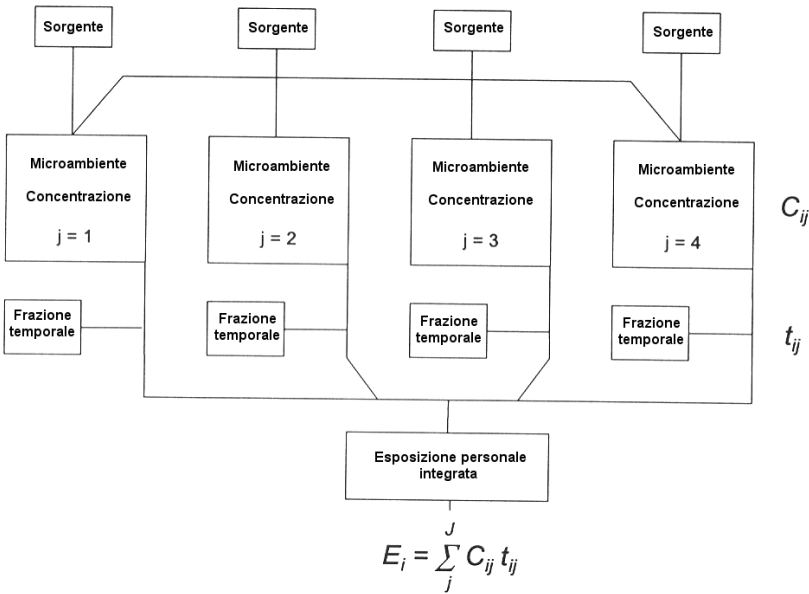 Sorgente
Sorgente
Sorgente
Sorgente
Microambiente
Concentrazione
j = 1
Microambiente
Concentrazione
j = 2
Microambiente
Concentrazione
j = 3
Microambiente
Concentrazione
j = 4
C_ij
Frazione
temporale
Frazione
temporale
Frazione
temporale
Frazione
temporale
t_ij
Esposizione personale
integrata
J
E_i = Σ C_ij t_ij
j